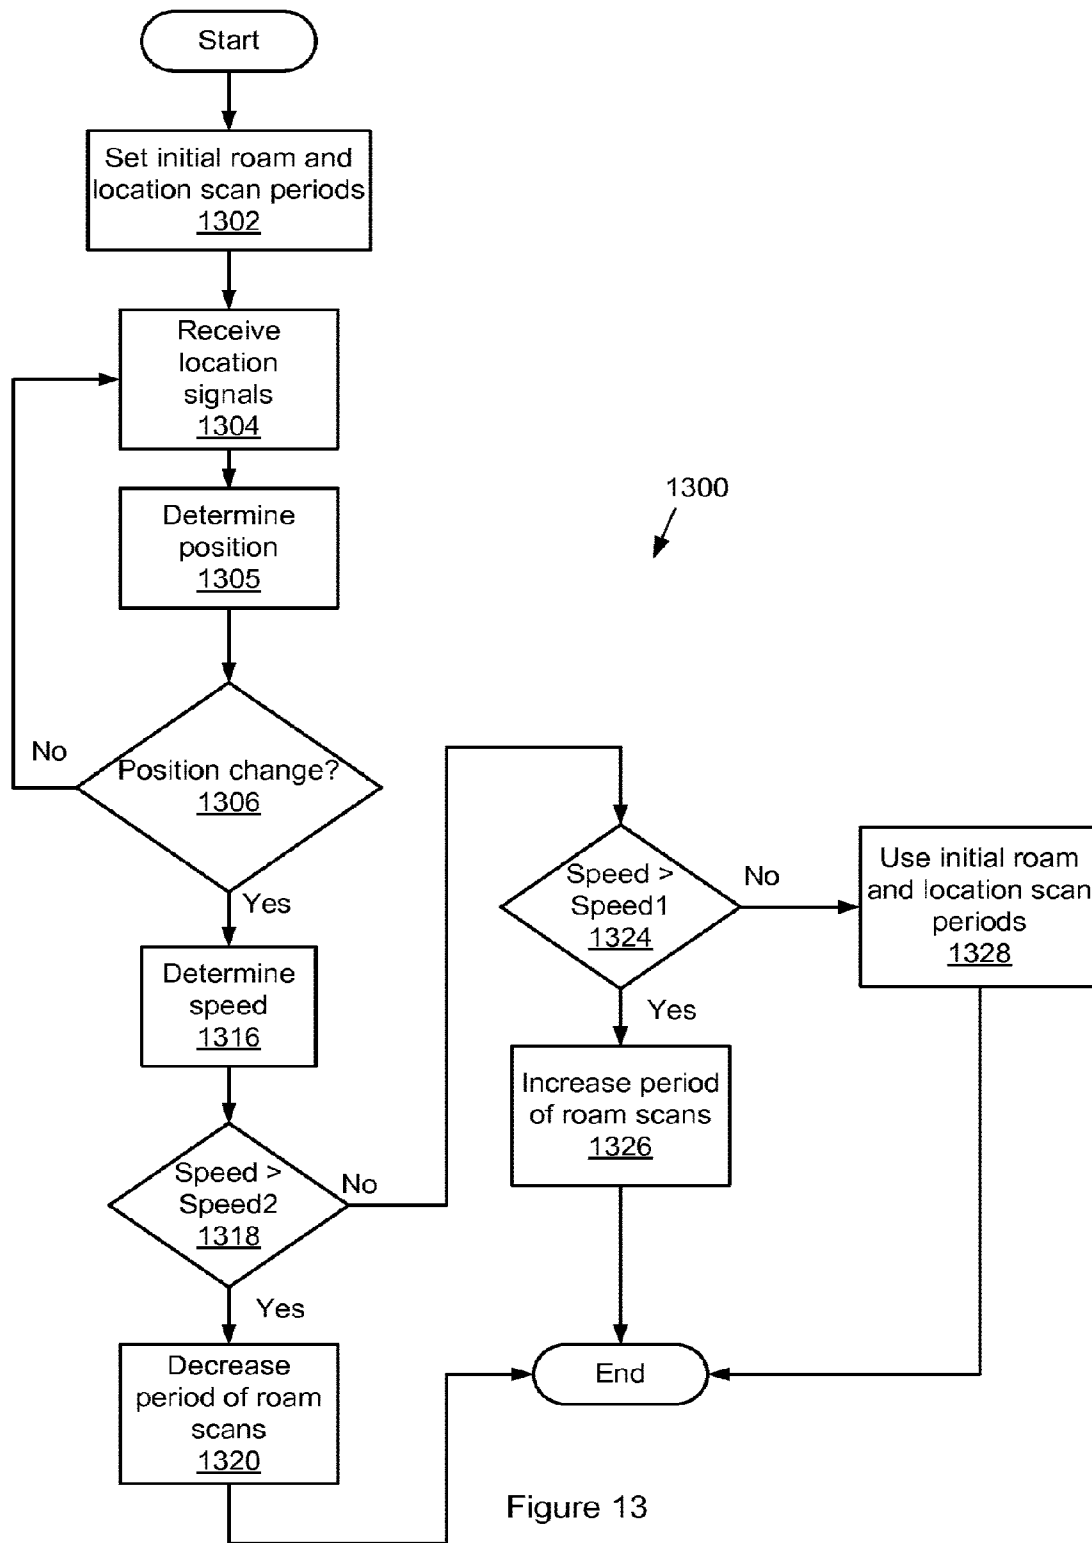 Start
Set initial roam and
location scan periods
1302
Receive
location
signals
1304
Determine
position
1305
1300
No
Position change?
1306
Yes
Determine
speed
1316
Speed >
Speed2
1318
No
Yes
Decrease
period of roam
scans
1320
Speed >
Speed1
1324
No
Yes
Use initial roam
and location scan
periods
1328
Increase period
of roam scans
1326
End
Figure 13